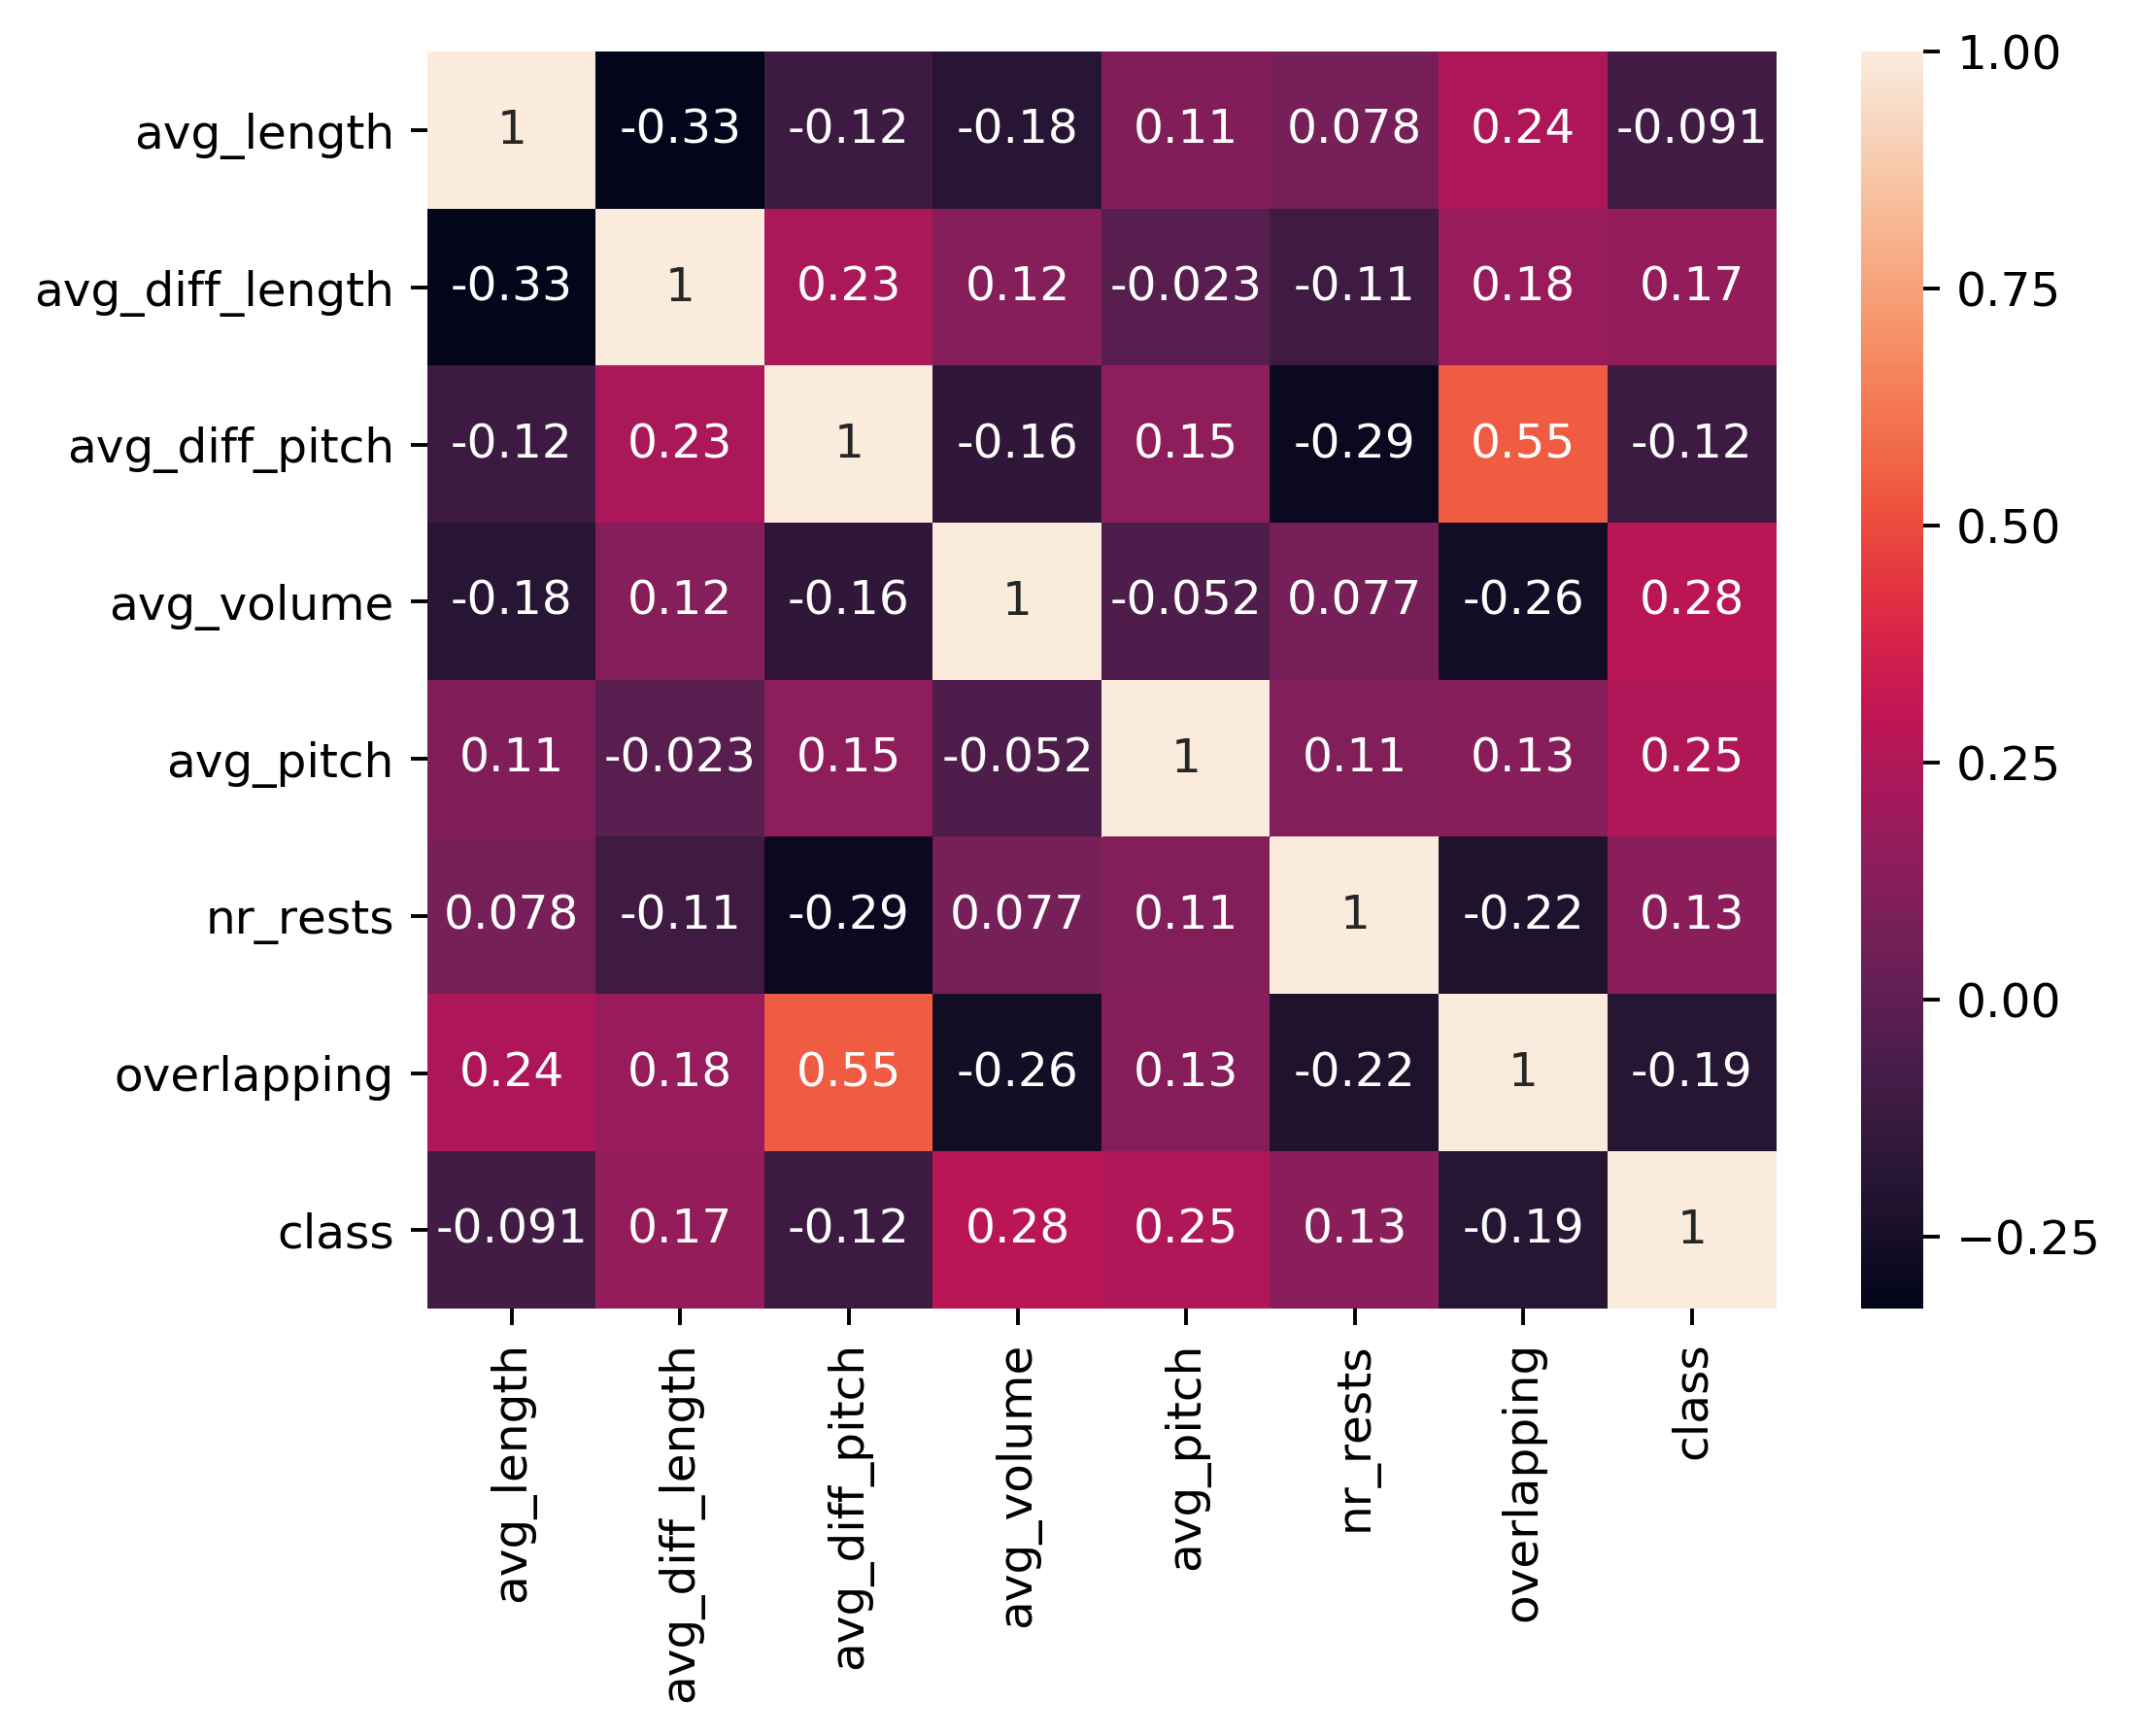 avg_length 1 -0.33 -0.12 -0.18 0.11 0.078 0.24 -0.091
avg_diff_length -0.33 1 0.23 0.12 -0.023 -0.11 0.18 0.17
avg_diff_pitch -0.12 0.23 1 -0.16 0.15 -0.29 0.55 -0.12
avg_volume -0.18 0.12 -0.16 1 -0.052 0.077 -0.26 0.28
avg_pitch 0.11 -0.023 0.15 -0.052 1 0.11 0.13 0.25
nr_rests 0.078 -0.11 -0.29 0.077 0.11 1 -0.22 0.13
overlapping 0.24 0.18 0.55 -0.26 0.13 -0.22 1 -0.19
class -0.091 0.17 -0.12 0.28 0.25 0.13 -0.19 1
avg_length
avg_diff_length
avg_diff_pitch
avg_volume
avg_pitch
nr_rests
overlapping
class
1.00
0.75
0.50
0.25
0.00
−0.25